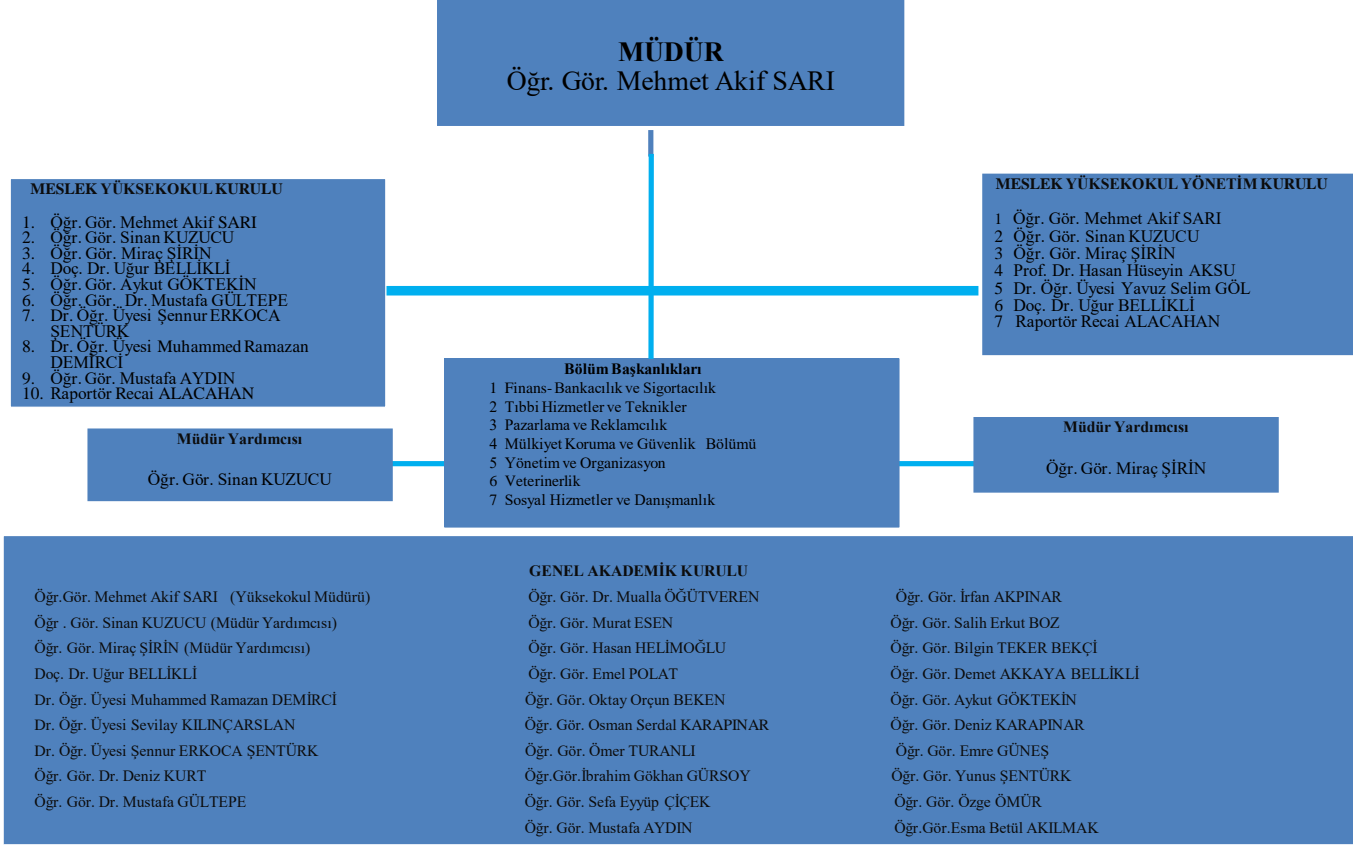 MÜDÜR
Öğr. Gör. Mehmet Akif SARI
MESLEK YÜKSEKOKUL KURULU
1. Öğr. Gör. Mehmet Akif SARI
2. Öğr. Gör. Sinan KUZUCU
3. Öğr. Gör. Miraç ŞİRİN
4. Doç. Dr. Uğur BELLİKLİ
5. Öğr. Gör. Aykut GÖKTEKİN
6. Öğr. Gör. Dr. Mustafa GÜLTEPE
7. Dr. Öğr. Üyesi Şennur ERKOCA
ŞENTÜRK
8. Dr. Öğr. Üyesi Muhammed Ramazan
DEMİRCİ
9. Öğr. Gör. Mustafa AYDIN
10. Raportör Recai ALACAHAN
MESLEK YÜKSEKOKUL YÖNETİM KURULU
1 Öğr. Gör. Mehmet Akif SARI
2 Öğr. Gör. Sinan KUZUCU
3 Öğr. Gör. Miraç ŞİRİN
4 Prof. Dr. Hasan Hüseyin AKSU
5 Dr. Öğr. Üyesi Yavuz Selim GÖL
6 Doç. Dr. Uğur BELLİKLİ
7 Raportör Recai ALACAHAN
Bölüm Başkanlıkları
1 Finans-Bankacılık ve Sigortacılık
2 Tıbbi Hizmetler ve Teknikler
3 Pazarlama ve Reklamcılık
4 Mülkiyet Koruma ve Güvenlik Bölümü
5 Yönetim ve Organizasyon
6 Veterinerlik
7 Sosyal Hizmetler ve Danışmanlık
Müdür Yardımcısı
Öğr. Gör. Sinan KUZUCU
Müdür Yardımcısı
Öğr. Gör. Miraç ŞİRİN
GENEL AKADEMİK KURULU
Öğr.Gör. Mehmet Akif SARI (Yüksekokul Müdürü)
Öğr . Gör. Sinan KUZUCU (Müdür Yardımcısı)
Öğr. Gör. Miraç ŞİRİN (Müdür Yardımcısı)
Doç. Dr. Uğur BELLİKLİ
Dr. Öğr. Üyesi Muhammed Ramazan DEMİRCİ
Dr. Öğr. Üyesi Sevilay KILINÇARSLAN
Dr. Öğr. Üyesi Şennur ERKOCA ŞENTÜRK
Öğr. Gör. Dr. Deniz KURT
Öğr. Gör. Dr. Mustafa GÜLTEPE
Öğr. Gör. Dr. Mualla ÖĞÜTVEREN
Öğr. Gör. Murat ESEN
Öğr. Gör. Hasan HELİMOĞLU
Öğr. Gör. Emel POLAT
Öğr. Gör. Oktay Orçun BEKEN
Öğr. Gör. Osman Serdal KARAPINAR
Öğr. Gör. Ömer TURANLI
Öğr.Gör.İbrahim Gökhan GÜRSOY
Öğr. Gör. Sefa Eyyüp ÇİÇEK
Öğr. Gör. Mustafa AYDIN
Öğr. Gör. İrfan AKPINAR
Öğr. Gör. Salih Erkut BOZ
Öğr. Gör. Bilgin TEKER BEKÇİ
Öğr. Gör. Demet AKKAYA BELLİKLİ
Öğr. Gör. Aykut GÖKTEKİN
Öğr. Gör. Deniz KARAPINAR
Öğr. Gör. Emre GÜNEŞ
Öğr. Gör. Yunus ŞENTÜRK
Öğr. Gör. Özge ÖMÜR
Öğr.Gör.Esma Betül AKILMAK